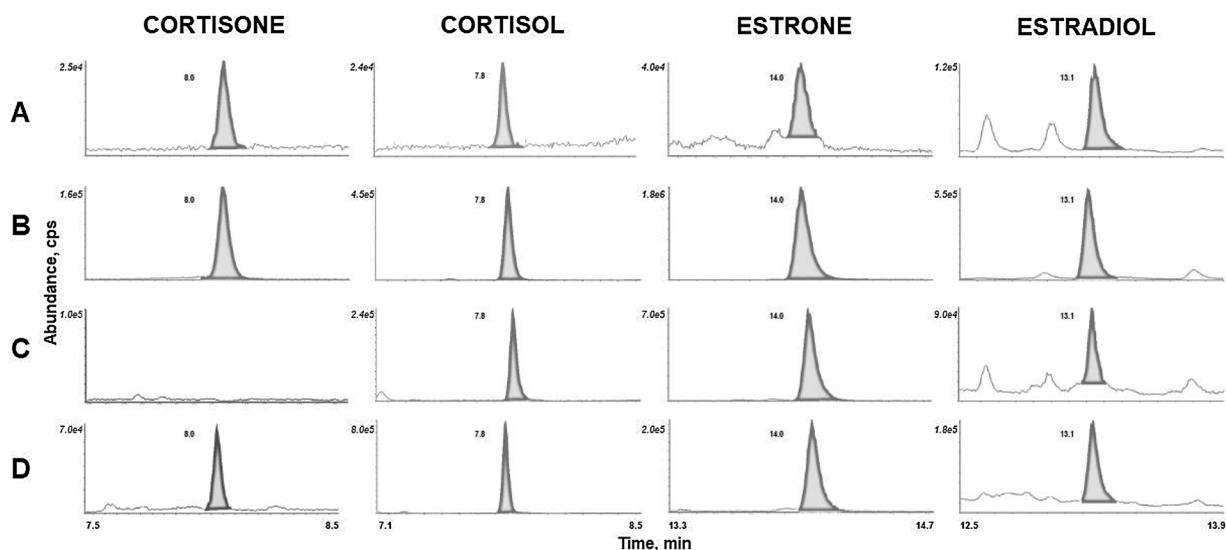 CORTISONE CORTISOL ESTRONE ESTRADIOL
A
2.5e4 8.0 2.4e4 7.8 4.0e4 14.0 1.2e5 13.1
B
1.6e5 8.0 4.5e5 7.8 1.8e6 14.0 5.5e5 13.1
Abundance, cps
C
1.0e5 2.4e5 7.8 7.0e5 14.0 9.0e4 13.1
D
7.0e4 8.0 8.0e5 7.8 2.0e5 14.0 1.8e5 13.1
7.5 8.5 7.1 8.5 13.3 14.7 12.5 13.9
Time, min